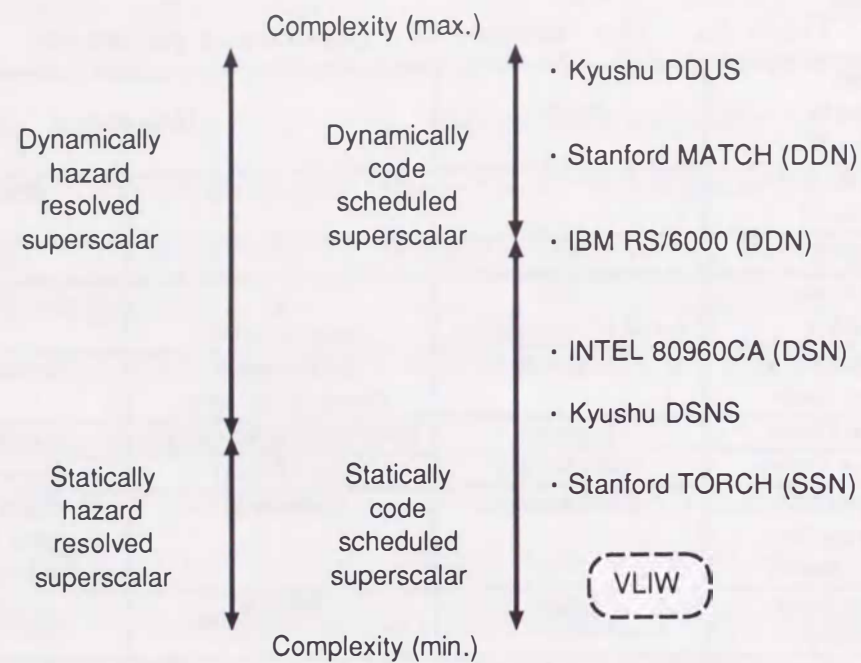 Complexity (max.)
Dynamically
hazard
resolved
superscalar
Dynamically
code
scheduled
superscalar
· Kyushu DDUS
· Stanford MATCH (DDN)
· IBM RS/6000 (DDN)
· INTEL 80960CA (DSN)
· Kyushu DSNS
· Stanford TORCH (SSN)
Statically
hazard
resolved
superscalar
Statically
code
scheduled
superscalar
VLIW
Complexity (min.)